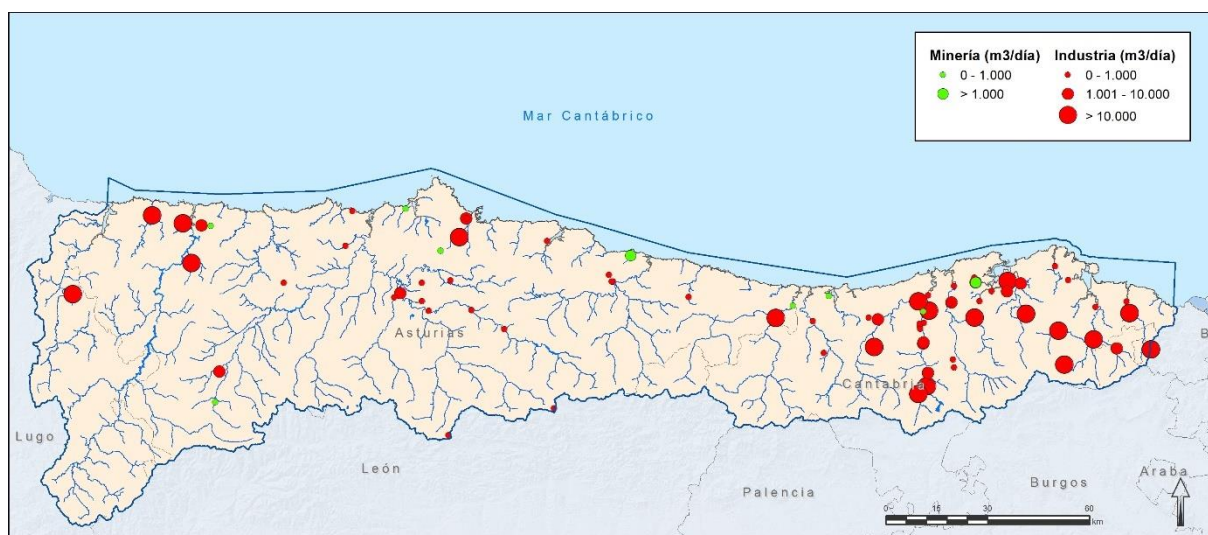 Minería (m3/día)
0 - 1.000
> 1.000
Industria (m3/día)
0 - 1.000
1.001 - 10.000
> 10.000
Mar Cantábrico
Asturias
Cantabria
Lugo
León
Palencia
Burgos
Araba
B
0 15 30 60
km